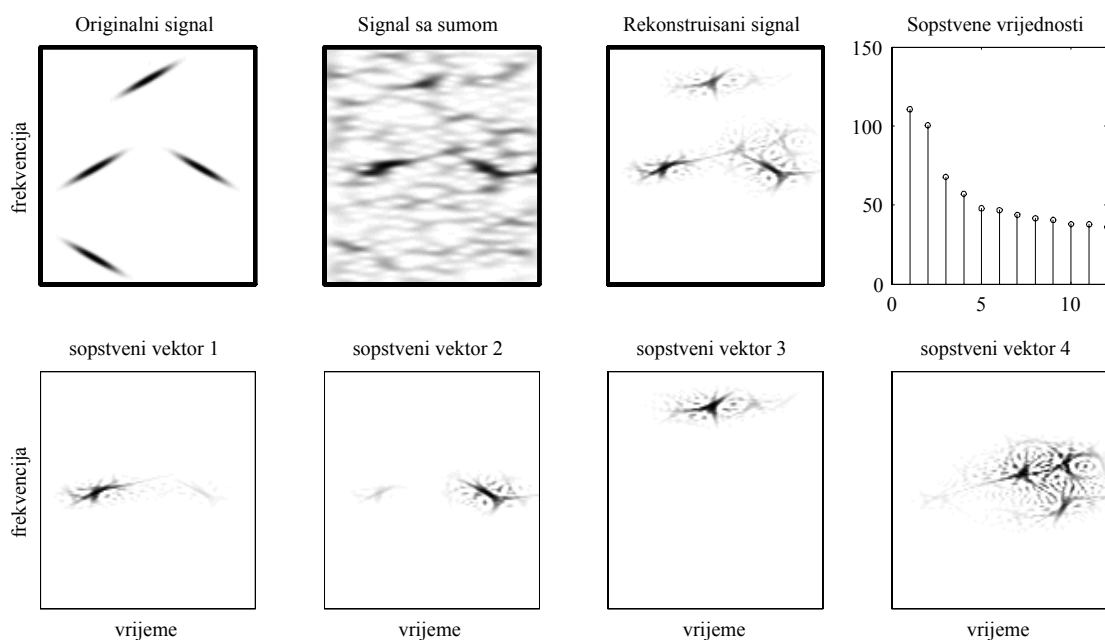 Originalni signal
Signal sa sumom
Rekonstruisani signal
Sopstvene vrijednosti
frekvencija
150
100
50
0
0
5
10
sopstveni vektor 1
sopstveni vektor 2
sopstveni vektor 3
sopstveni vektor 4
frekvencija
vrijeme
vrijeme
vrijeme
vrijeme